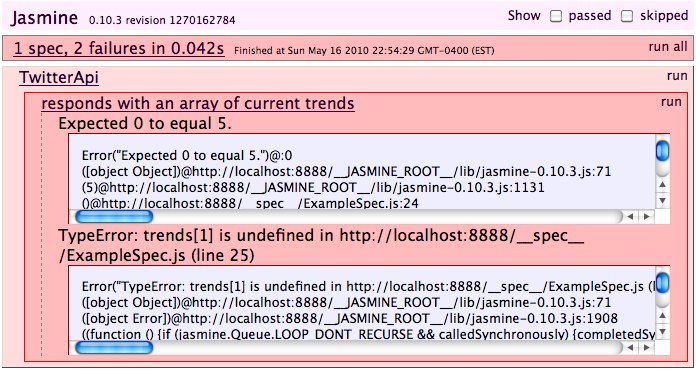 Jasmine 0.10.3 revision 1270162784 Show passed skipped
1 spec, 2 failures in 0.042s Finished at Sun May 16 2010 22:54:29 GMT-0400 (EST) run all
TwitterApi run
responds with an array of current trends run
Expected 0 to equal 5.
Error("Expected 0 to equal 5.")@:0
([object Object])@http://localhost:8888/__JASMINE_ROOT__/lib/jasmine-0.10.3.js:71
(5)@http://localhost:8888/__JASMINE_ROOT__/lib/jasmine-0.10.3.js:1131
()@http://localhost:8888/__spec__/ExampleSpec.js:24
TypeError: trends[1] is undefined in http://localhost:8888/__spec__
/ExampleSpec.js (line 25)
Error("TypeError: trends[1] is undefined in http://localhost:8888/__spec__/ExampleSpec.js (l
([object Object])@http://localhost:8888/__JASMINE_ROOT__/lib/jasmine-0.10.3.js:71
([object Error])@http://localhost:8888/__JASMINE_ROOT__/lib/jasmine-0.10.3.js:1908
((function () {if (jasmine.Queue.LOOP_DONT_RECURSE && calledSynchronously) {completedSy